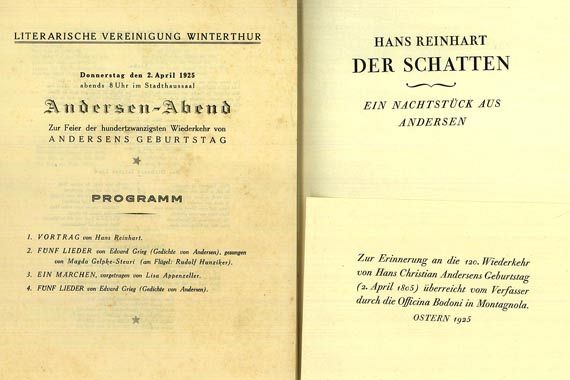 LITERARISCHE VEREINIGUNG WINTERTHUR
Donnerstag den 2. April 1925
abends 8 Uhr im Stadthaussaal
Andersen-Abend
Zur Feier der hundertzwanzigsten Wiederkehr von
ANDERSENS GEBURTSTAG
PROGRAMM
1. VORTRAG von Hans Reinhart.
2. FÜNF LIEDER von Edvard Grieg (Gedichte von Andersen), gesungen
von Magda Gelpke-Steuri (am Flügel: Rudolf Hunziker).
3. EIN MÄRCHEN, vorgetragen von Lisa Appenzeller.
4. FÜNF LIEDER von Edvard Grieg (Gedichte von Andersen).
HANS REINHART
DER SCHATTEN
EIN NACHTSTÜCK AUS
ANDERSEN
Zur Erinnerung an die 120. Wiederkehr
von Hans Christian Andersens Geburtstag
(2. April 1805) überreicht vom Verfasser
durch die Officina Bodoni in Montagnola.
OSTERN 1925